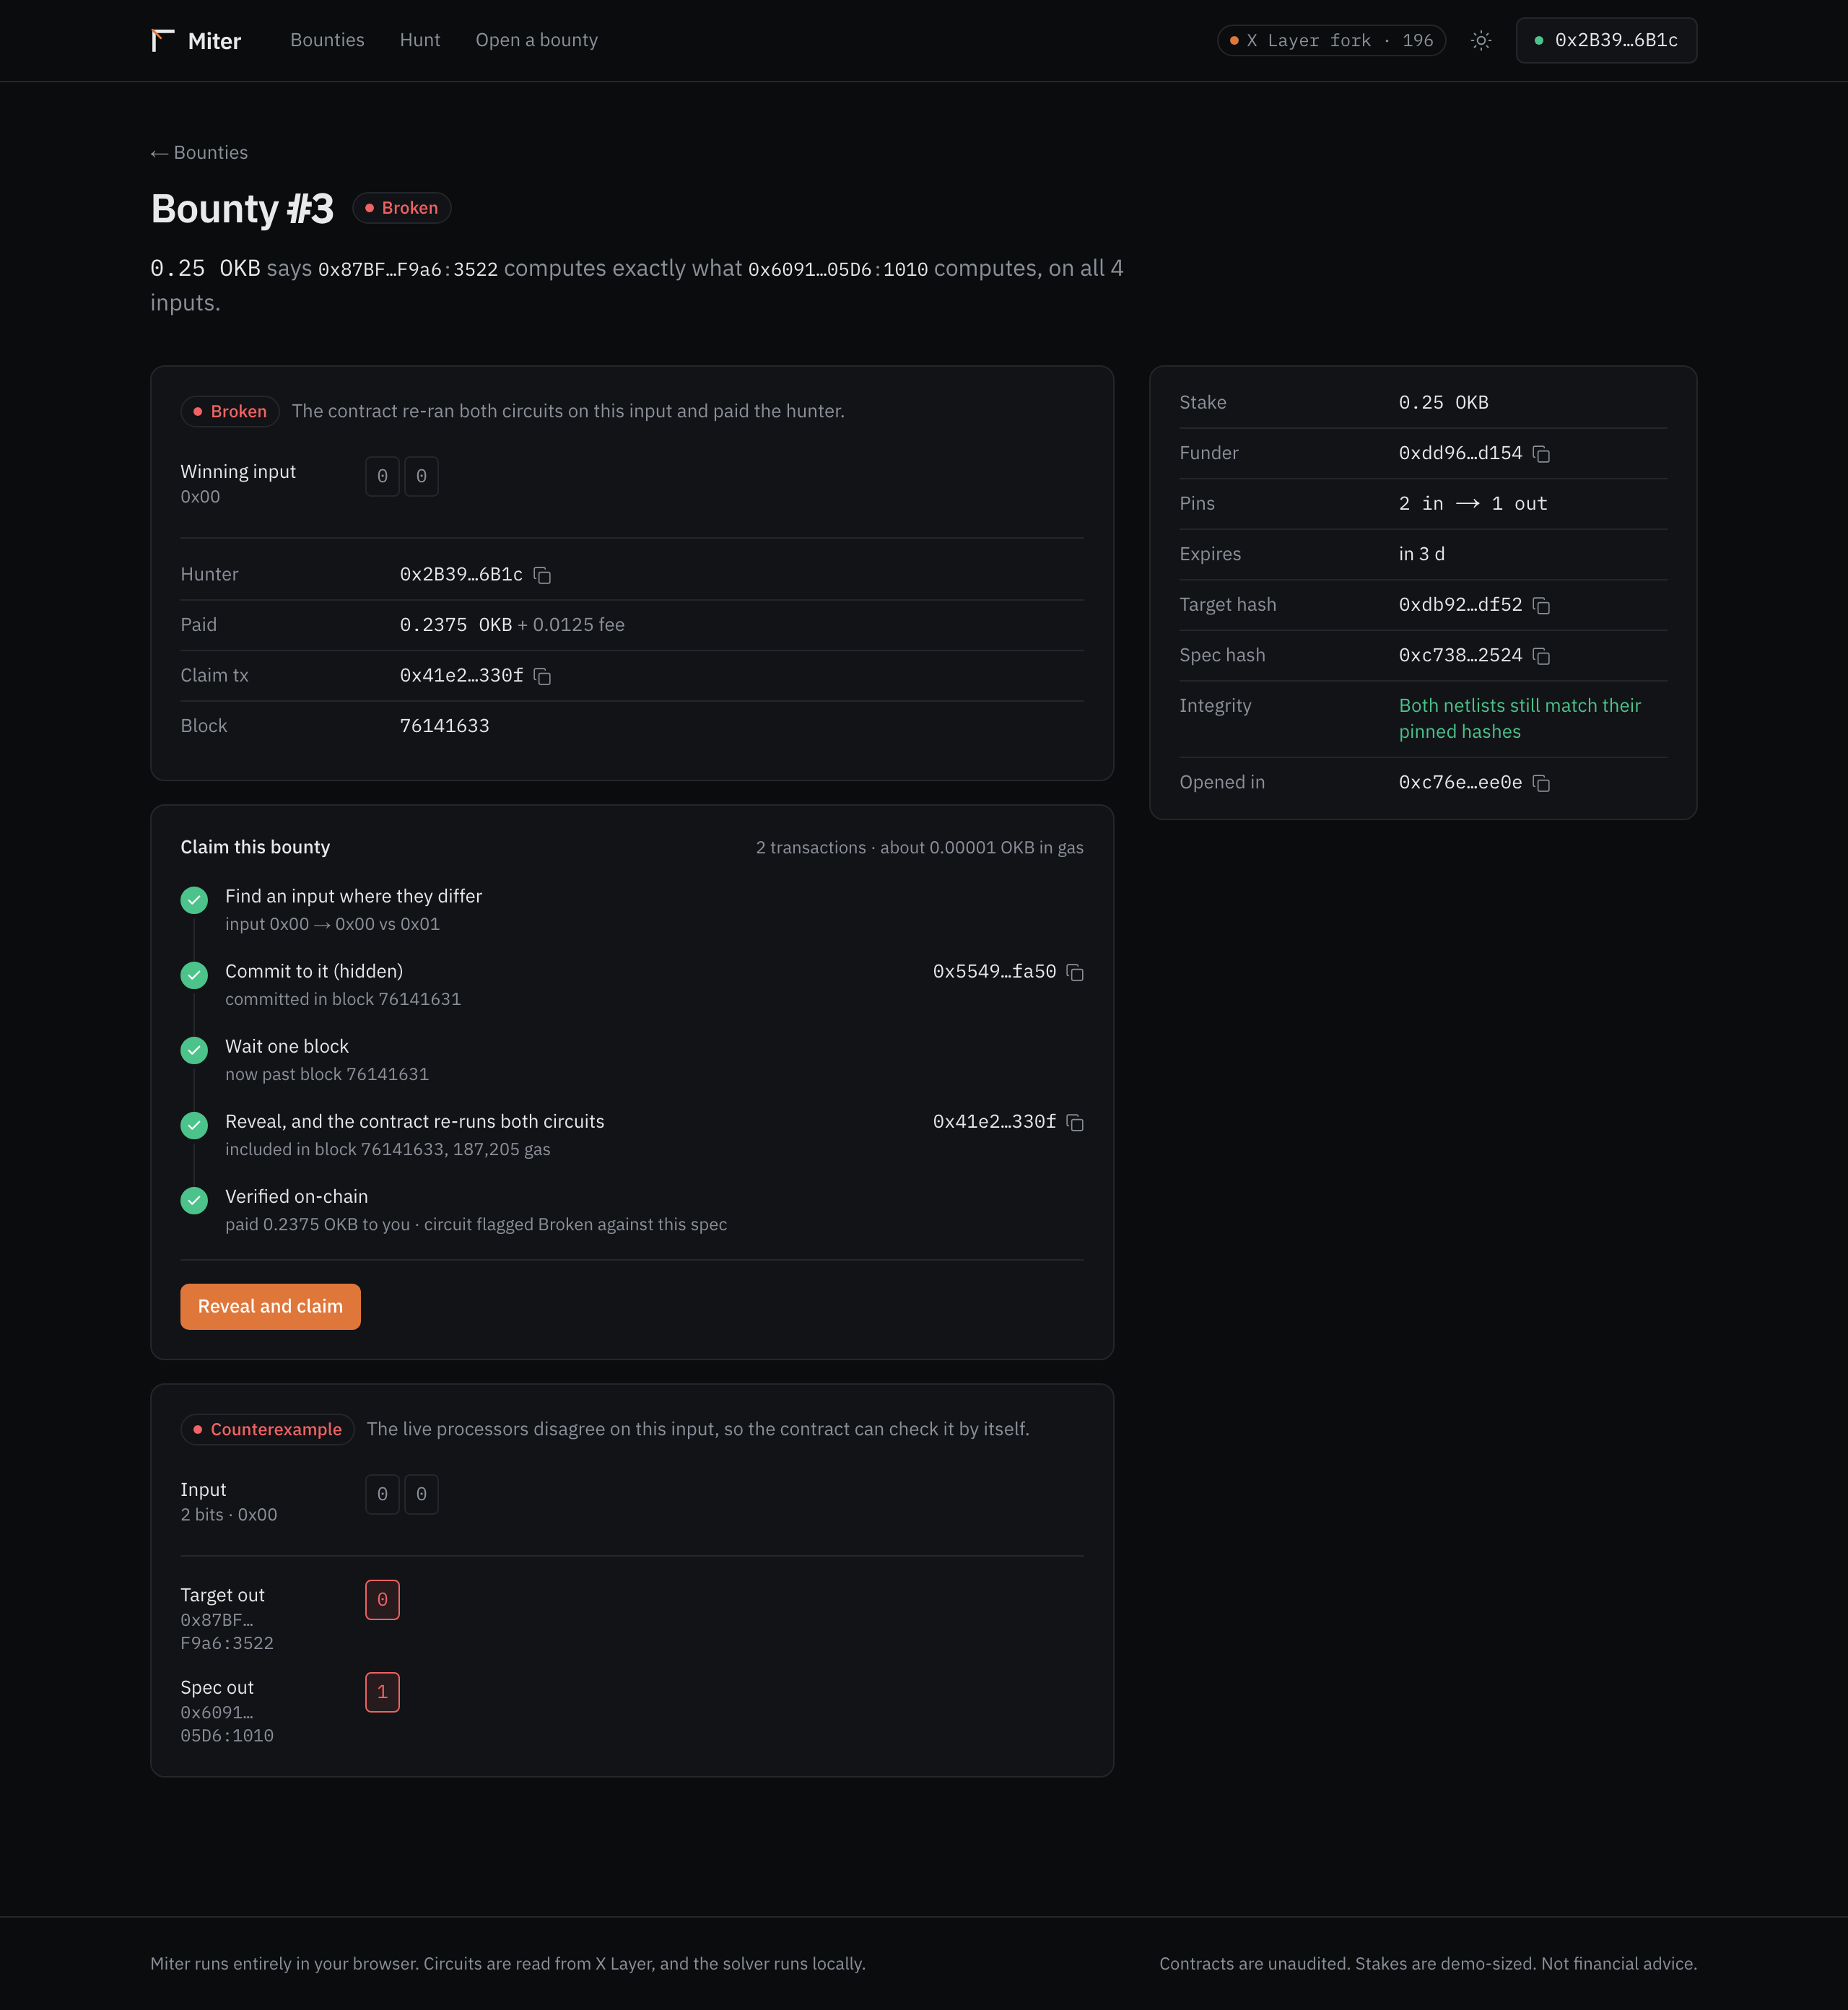 Miter
Bounties
Hunt
Open a bounty
X Layer fork · 196
0x2B39…6B1c
← Bounties
Bounty #3
Broken
0.25 OKB says 0x87BF…F9a6:3522 computes exactly what 0x6091…05D6:1010 computes, on all 4
inputs.
Broken
The contract re-ran both circuits on this input and paid the hunter.
Winning input
0x00
0 0
Hunter
0x2B39…6B1c
Paid
0.2375 OKB + 0.0125 fee
Claim tx
0x41e2…330f
Block
76141633
Stake
0.25 OKB
Funder
0xdd96…d154
Pins
2 in → 1 out
Expires
in 3 d
Target hash
0xdb92…df52
Spec hash
0xc738…2524
Integrity
Both netlists still match their
pinned hashes
Opened in
0xc76e…ee0e
Claim this bounty
2 transactions · about 0.00001 OKB in gas
Find an input where they differ
input 0x00 → 0x00 vs 0x01
Commit to it (hidden)
0x5549…fa50
committed in block 76141631
Wait one block
now past block 76141631
Reveal, and the contract re-runs both circuits
0x41e2…330f
included in block 76141633, 187,205 gas
Verified on-chain
paid 0.2375 OKB to you · circuit flagged Broken against this spec
Reveal and claim
Counterexample
The live processors disagree on this input, so the contract can check it by itself.
Input
2 bits · 0x00
0 0
Target out
0x87BF…
F9a6:3522
0
Spec out
0x6091…
05D6:1010
1
Miter runs entirely in your browser. Circuits are read from X Layer, and the solver runs locally.
Contracts are unaudited. Stakes are demo-sized. Not financial advice.